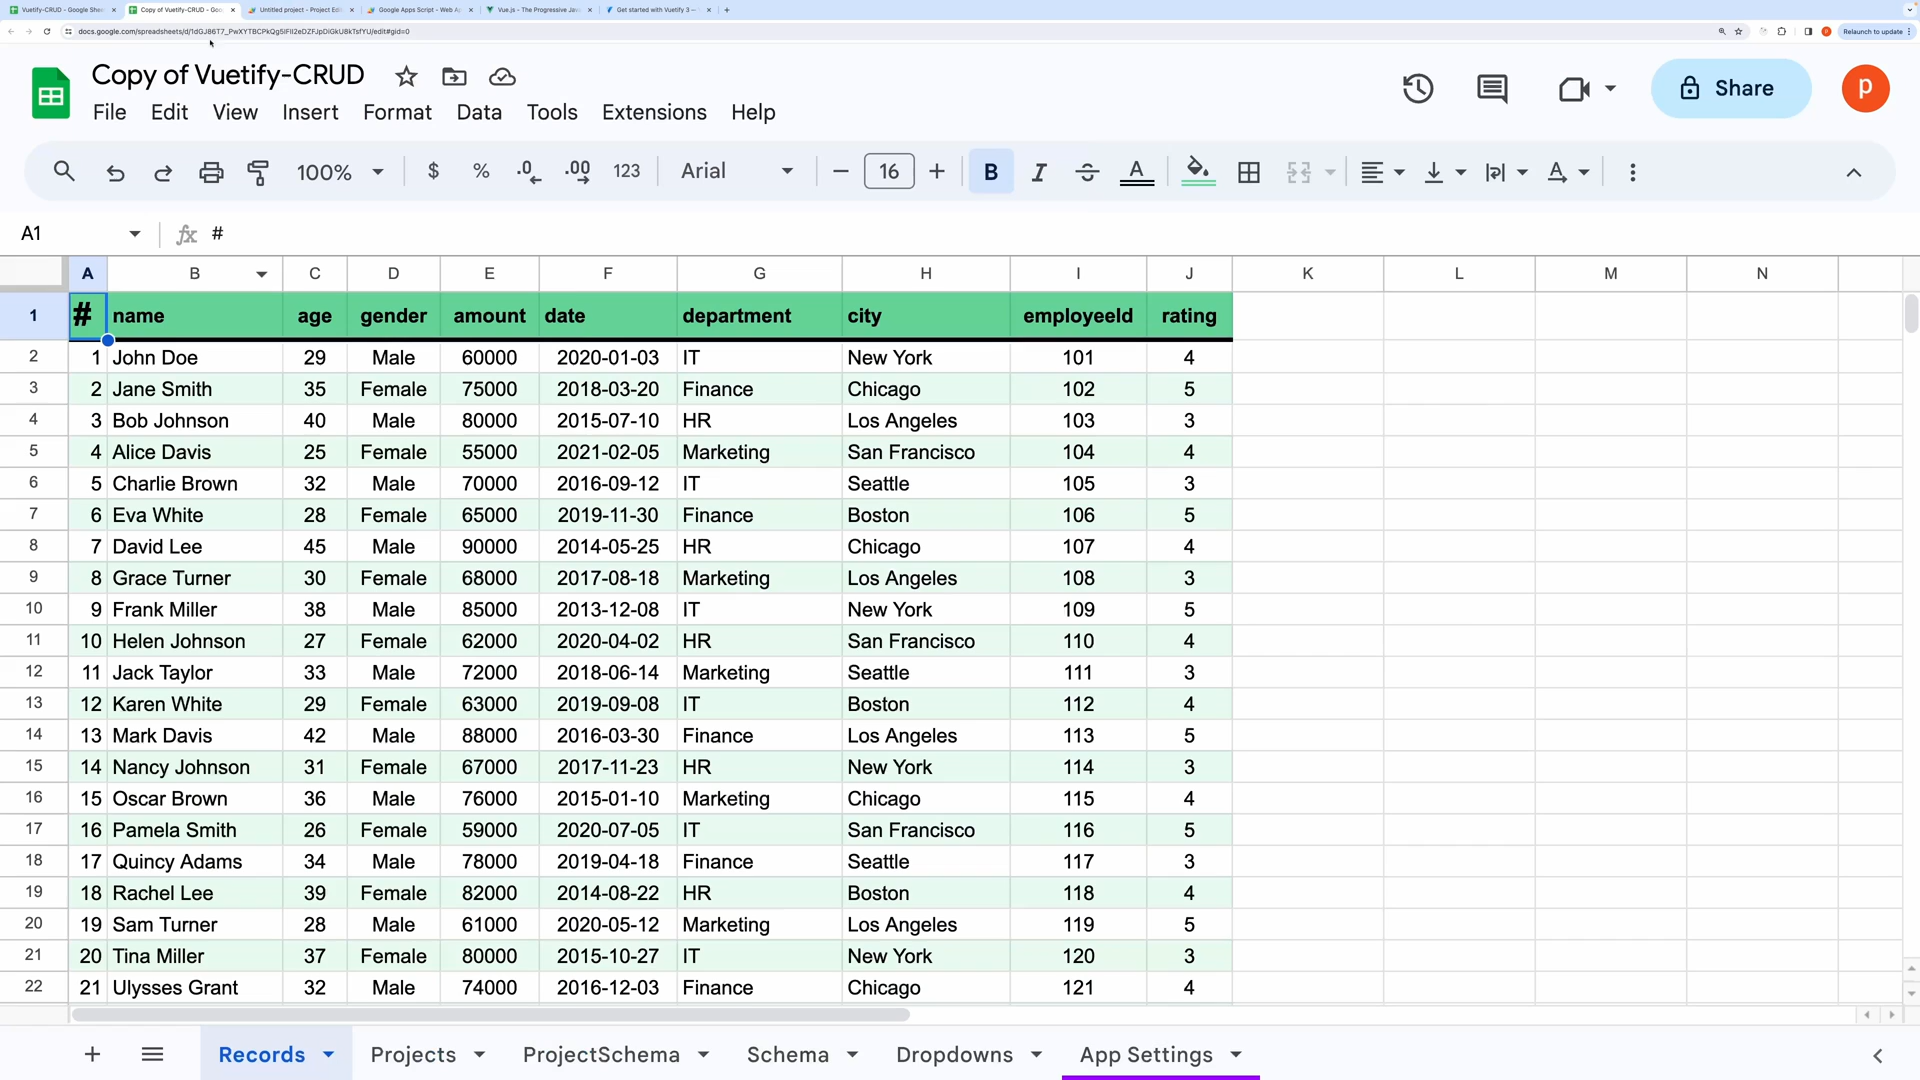 Vuetify-CRUD - Google Shee
Copy of Vuetify-CRUD - Goo
Untitled project - Project Edi
Google Apps Script - Web A
Vue.js - The Progressive Jav
Get started with Vuetify 3 —
Relaunch to update
Copy of Vuetify-CRUD
File Edit View Insert Format Data Tools Extensions Help
Share
p
100% $ % .0 .00 123 Arial 16 B I S A
A1 fx #
A B C D E F G H I J K L M N
1 # name age gender amount date department city employeeId rating
2 1 John Doe 29 Male 60000 2020-01-03 IT New York 101 4
3 2 Jane Smith 35 Female 75000 2018-03-20 Finance Chicago 102 5
4 3 Bob Johnson 40 Male 80000 2015-07-10 HR Los Angeles 103 3
5 4 Alice Davis 25 Female 55000 2021-02-05 Marketing San Francisco 104 4
6 5 Charlie Brown 32 Male 70000 2016-09-12 IT Seattle 105 3
7 6 Eva White 28 Female 65000 2019-11-30 Finance Boston 106 5
8 7 David Lee 45 Male 90000 2014-05-25 HR Chicago 107 4
9 8 Grace Turner 30 Female 68000 2017-08-18 Marketing Los Angeles 108 3
10 9 Frank Miller 38 Male 85000 2013-12-08 IT New York 109 5
11 10 Helen Johnson 27 Female 62000 2020-04-02 HR San Francisco 110 4
12 11 Jack Taylor 33 Male 72000 2018-06-14 Marketing Seattle 111 3
13 12 Karen White 29 Female 63000 2019-09-08 IT Boston 112 4
14 13 Mark Davis 42 Male 88000 2016-03-30 Finance Los Angeles 113 5
15 14 Nancy Johnson 31 Female 67000 2017-11-23 HR New York 114 3
16 15 Oscar Brown 36 Male 76000 2015-01-10 Marketing Chicago 115 4
17 16 Pamela Smith 26 Female 59000 2020-07-05 IT San Francisco 116 5
18 17 Quincy Adams 34 Male 78000 2019-04-18 Finance Seattle 117 3
19 18 Rachel Lee 39 Female 82000 2014-08-22 HR Boston 118 4
20 19 Sam Turner 28 Male 61000 2020-05-12 Marketing Los Angeles 119 5
21 20 Tina Miller 37 Female 80000 2015-10-27 IT New York 120 3
22 21 Ulysses Grant 32 Male 74000 2016-12-03 Finance Chicago 121 4
Records Projects ProjectSchema Schema Dropdowns App Settings